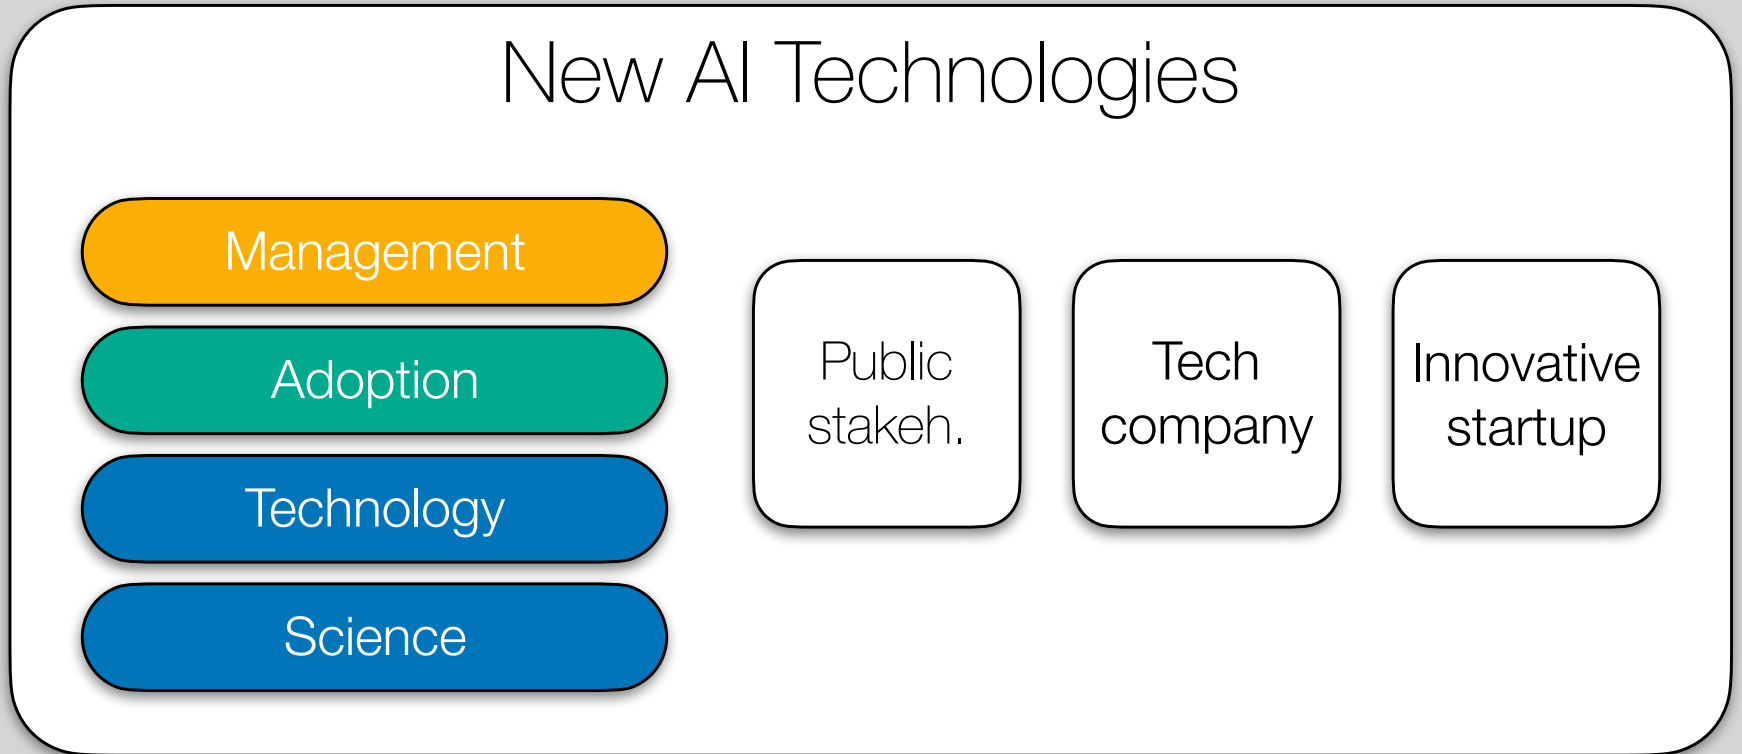 New AI Technologies
Management
Adoption
Technology
Science
Public
stakeh.
Tech
company
Innovative
startup